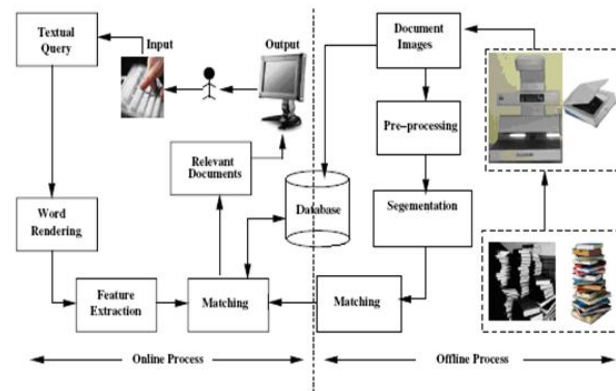 Textual
Query
Input
Output
Document
Images
Pre-processing
Relevant
Documents
Word
Rendering
Database
Segementation
Feature
Extraction
Matching
Matching
Online Process
Offline Process